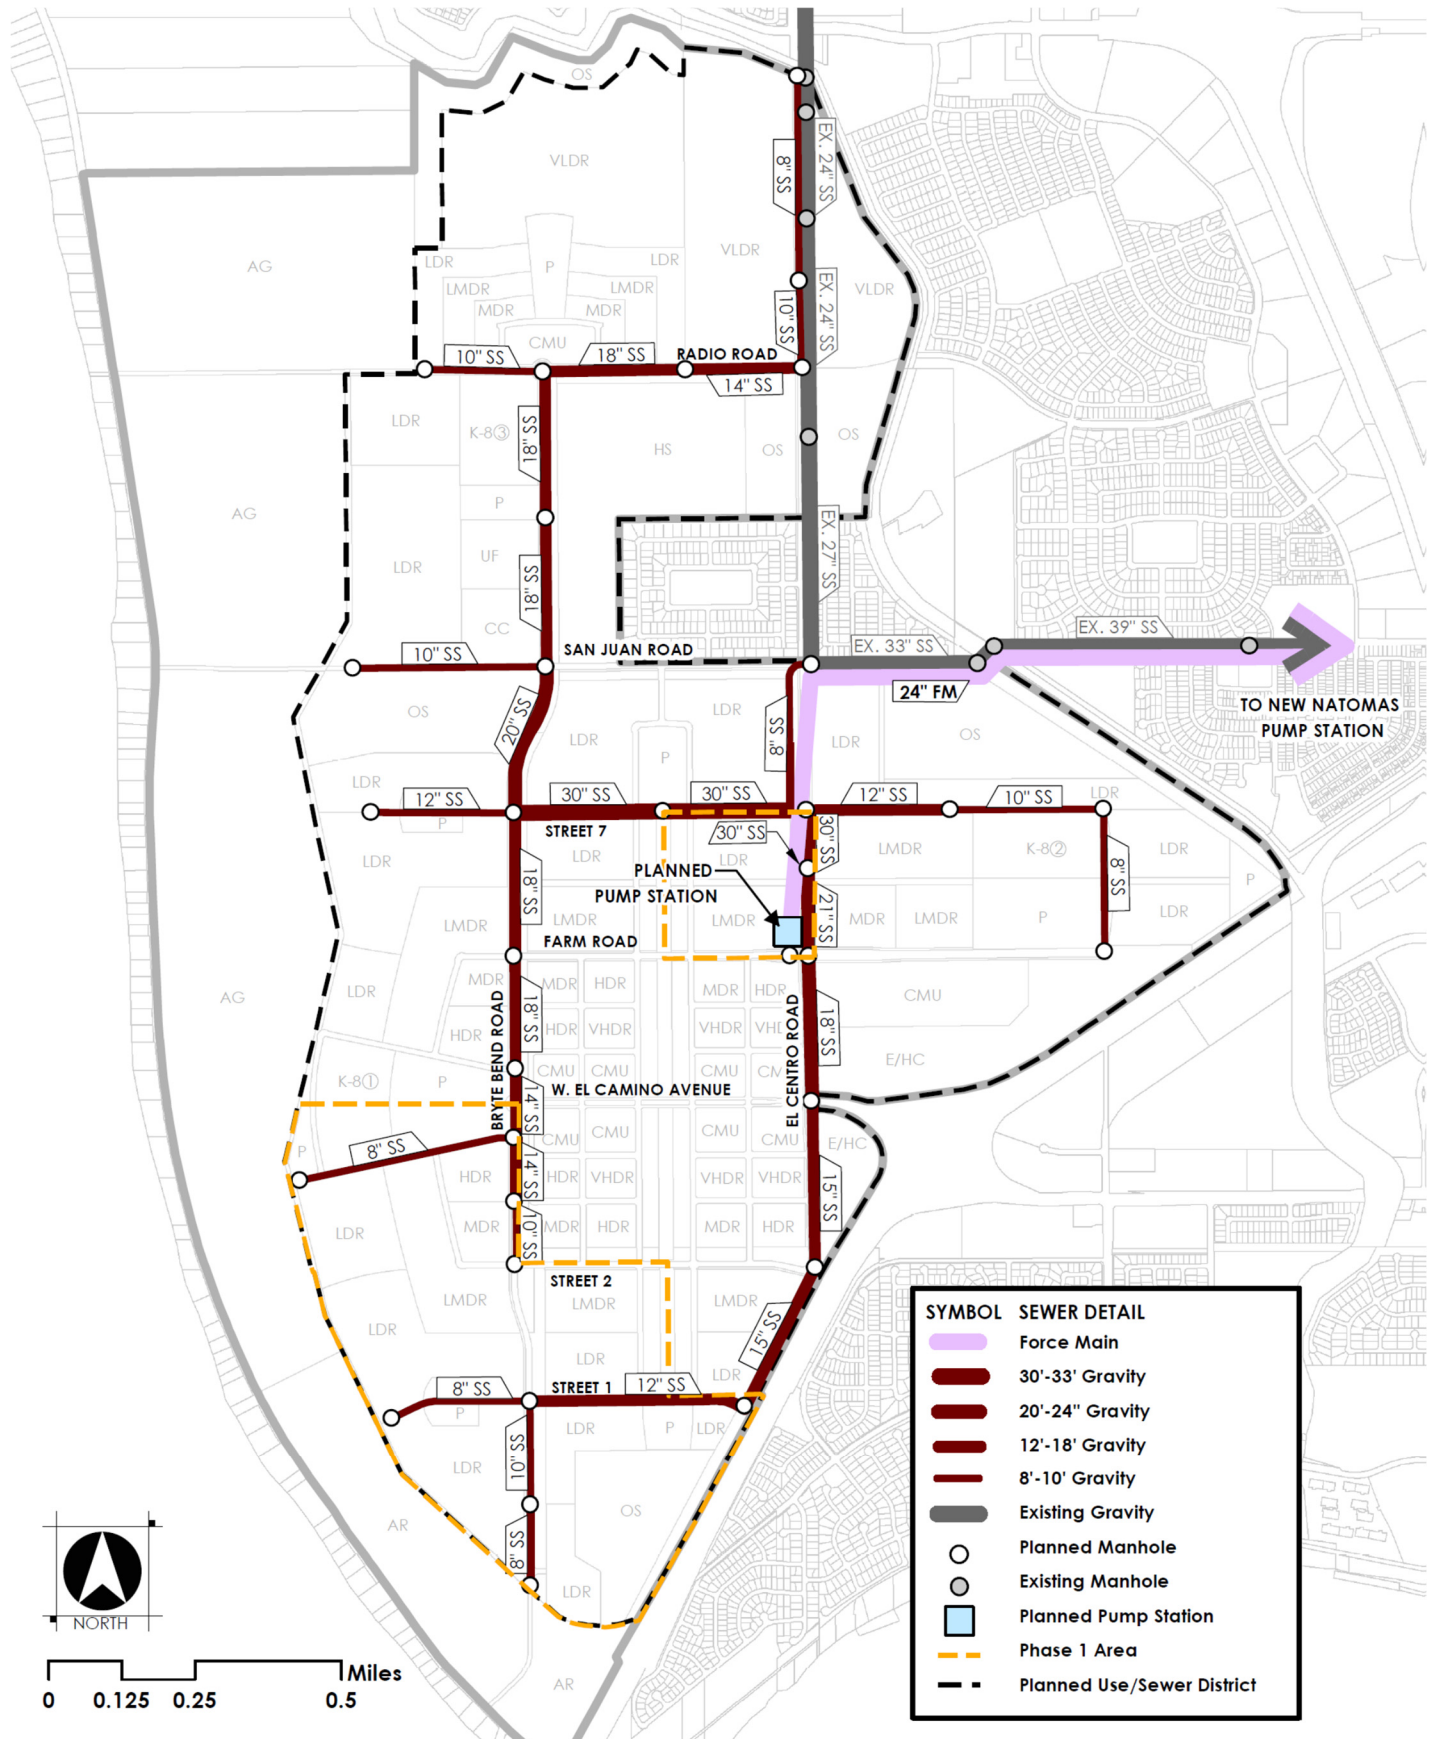 OS
VLDR
EX. 24" SS
8" SS
AG
LDR
P
LDR
VLDR
VLDR
LMDR
LMDR
MDR
MDR
EX. 24" SS
10" SS
CMU
10" SS
18" SS
RADIO ROAD
14" SS
LDR
K-8③
18" SS
HS
OS
OS
AG
P
EX. 27" SS
UF
LDR
18" SS
CC
10" SS
SAN JUAN ROAD
EX. 33" SS
EX. 39" SS
24" FM
TO NEW NATOMAS
PUMP STATION
OS
20" SS
LDR
LDR
8" SS
LDR
OS
P
LDR
12" SS
P
30" SS
30" SS
12" SS
10" SS
LDR
STREET 7
30" SS
30" SS
LDR
LDR
LDR
LMDR
K-8②
8" SS
LDR
PLANNED
PUMP STATION
18" SS
21" SS
P
LMDR
LMDR
LMDR
MDR
LMDR
P
LDR
FARM ROAD
AG
LDR
MDR
MDR
HDR
MDR
HDR
CMU
BRYTE BEND ROAD
18" SS
EL CENTRO ROAD
18" SS
HDR
HDR
VHDR
VHDR
E/HC
K-8①
P
CMU
CMU
CMU
W. EL CAMINO AVENUE
14" SS
CMU
CMU
CMU
CMU
E/HC
P
8" SS
14" SS
HDR
HDR
VHDR
VHDR
VHDR
15" SS
LDR
MDR
10" SS
MDR
HDR
MDR
HDR
STREET 2
LMDR
LMDR
LMDR
LDR
15" SS
LDR
LDR
8" SS
STREET 1
12" SS
P
LDR
P
LDR
LDR
10" SS
OS
AR
8" SS
LDR
AR
NORTH
Miles
0
0.125
0.25
0.5
SYMBOL SEWER DETAIL
Force Main
30'-33' Gravity
20'-24" Gravity
12'-18' Gravity
8'-10' Gravity
Existing Gravity
Planned Manhole
Existing Manhole
Planned Pump Station
Phase 1 Area
Planned Use/Sewer District